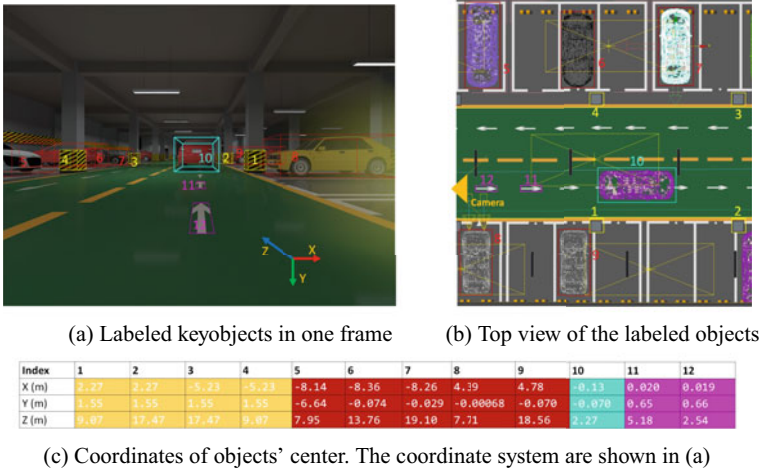 4 6 7 3 10 2 1
11
(a) Labeled keyobjects in one frame
5 6 7
4 3
10
12 11
Camera
1 2
8 9
(b) Top view of the labeled objects
Index 1 2 3 4 5 6 7 8 9 10 11 12
X (m) 2.27 2.27 -5.23 -5.23 -8.14 -8.36 -8.26 4.39 4.78 -0.13 0.020 0.019
Y (m) 1.55 1.55 1.55 1.55 -6.64 -0.074 -0.029 -0.00068 -0.070 -0.070 0.65 0.66
Z (m) 9.07 17.47 17.47 9.07 7.95 13.76 19.10 7.71 18.56 2.27 5.18 2.54
X
Z
Y
(c) Coordinates of objects' center. The coordinate system are shown in (a)